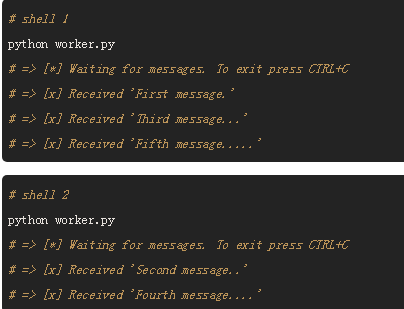 # shell 1
python worker.py
# => [*] Waiting for messages. To exit press CTRL+C
# => [x] Received 'First message.'
# => [x] Received 'Third message...'
# => [x] Received 'Fifth message.....'
# shell 2
python worker.py
# => [*] Waiting for messages. To exit press CTRL+C
# => [x] Received 'Second message..'
# => [x] Received 'Fourth message....'